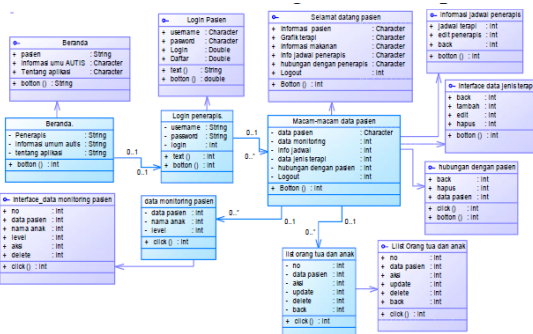 Beranda
+ pasien : String
+ informasi umu AUTIS : Character
+ Tentang aplikasi : Character
+ botton () : int
Login Pasien
+ username : Character
+ pasword : Character
+ Login : Double
+ Daftar : Double
+ text () : String
+ botton () : Double
Selamat datang pasien
+ Informasi pasien : Character
+ Grafik terapi : Character
+ Informasi makanan : Character
+ Info jadwal penerapis : Character
+ hubungan dengan penerapis : Character
+ Logout : int
+ Botton () : int
Informasi jadwal penerapis
+ jadwal terapi : int
+ edit penerapis : int
+ back : int
+ botton () : int
Interface data jenis terapi
+ back : int
+ tambah : int
+ edit : int
+ hapus : int
+ botton () : int
Beranda.
- Penerapis : String
- informasi umum autis : String
- tentang aplikasi : String
+ botton () : int
0..1
0..1
Login penerapis.
- username : String
- password : String
- login : int
+ text () : int
+ botton () : int
0..1
0..*
Macam-macam data pasien
- data pasien : Character
- data monitoring : int
- info jadwal : int
- data jenis terapi : int
- hubungan dengan pasien : int
- Logout : int
+ Botton () : int
hubungan dengan pasien
+ back : int
+ hapus : int
+ data pasien : int
+ click () : int
+ botton () : int
Interface_data monitoring pasien
+ no : int
+ data pasien : int
+ nama anak : int
+ level : int
+ aksi : int
+ delete : int
+ click() : int
data monitoring pasien
- data pasien : int
- nama anak : int
- level : int
+ click () : int
0..*
0..1
0..1
0..*
list orang tua dan anak
- no : int
- data pasien : int
- aksi : int
- update : int
- delete : int
- back : int
+ click() : int
LIist Orang tua dan anak
+ no : int
+ data pasien : int
+ aksi : int
+ update : int
+ delete : int
+ back : int
+ click () : int